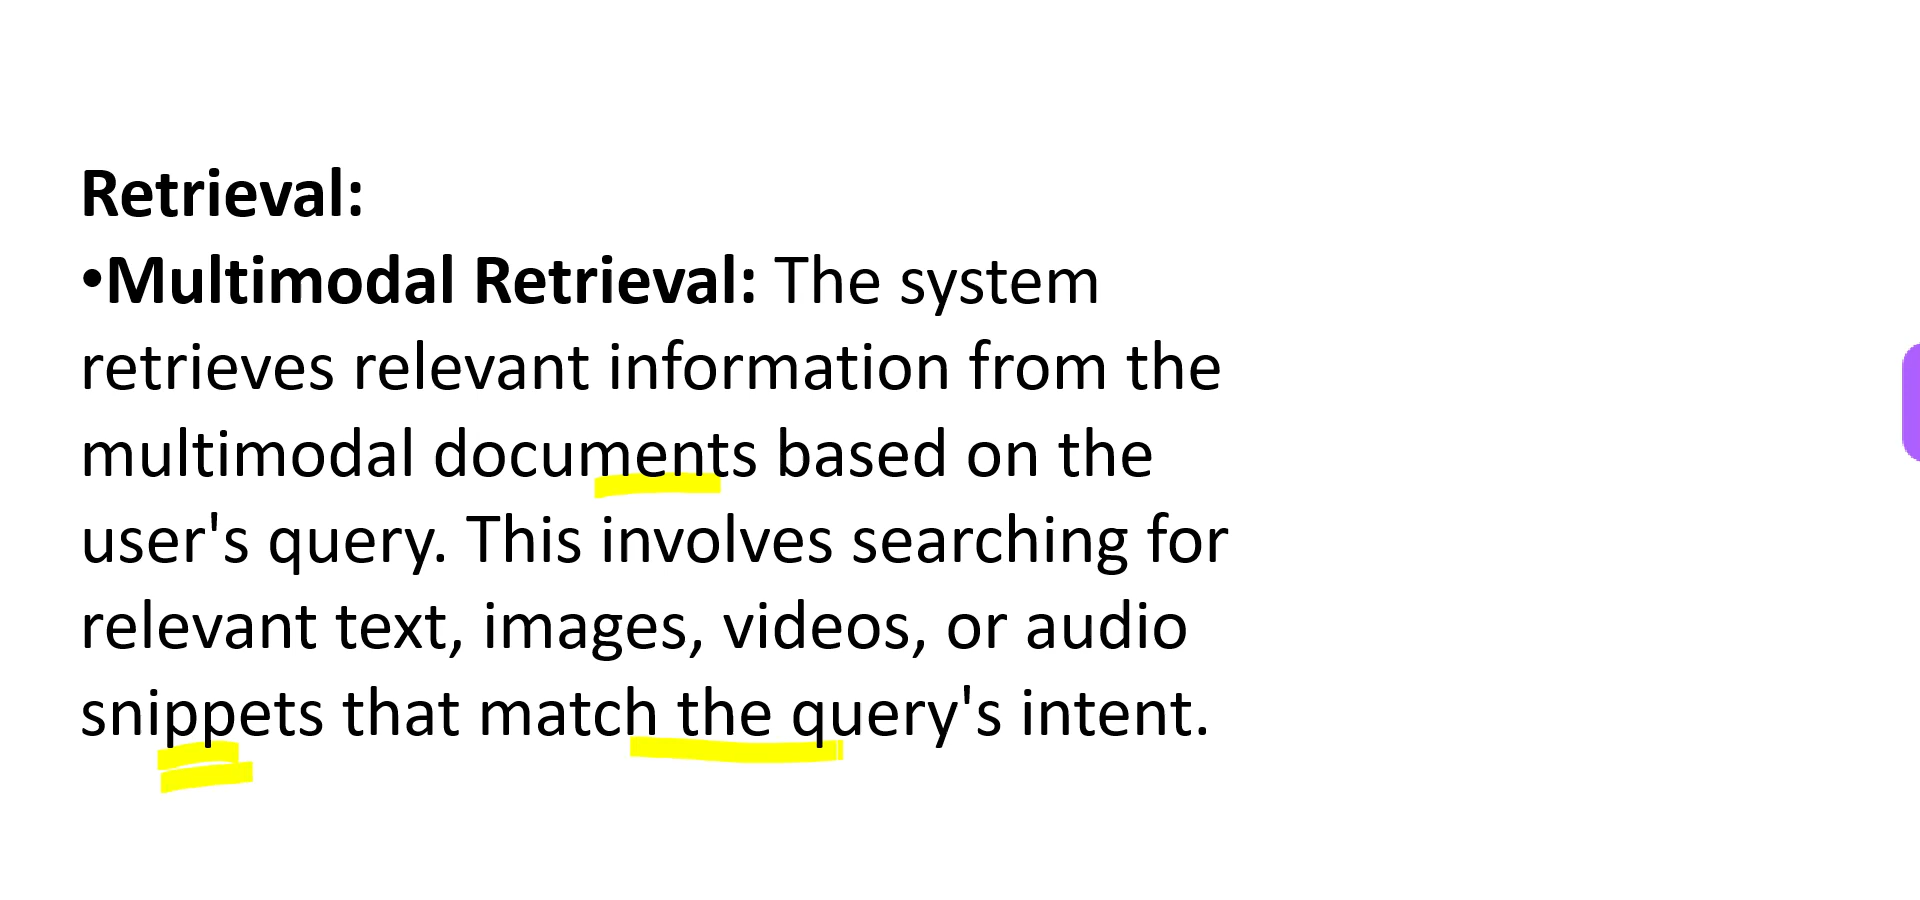 Retrieval:
•Multimodal Retrieval: The system
retrieves relevant information from the
multimodal documents based on the
user's query. This involves searching for
relevant text, images, videos, or audio
snippets that match the query's intent.